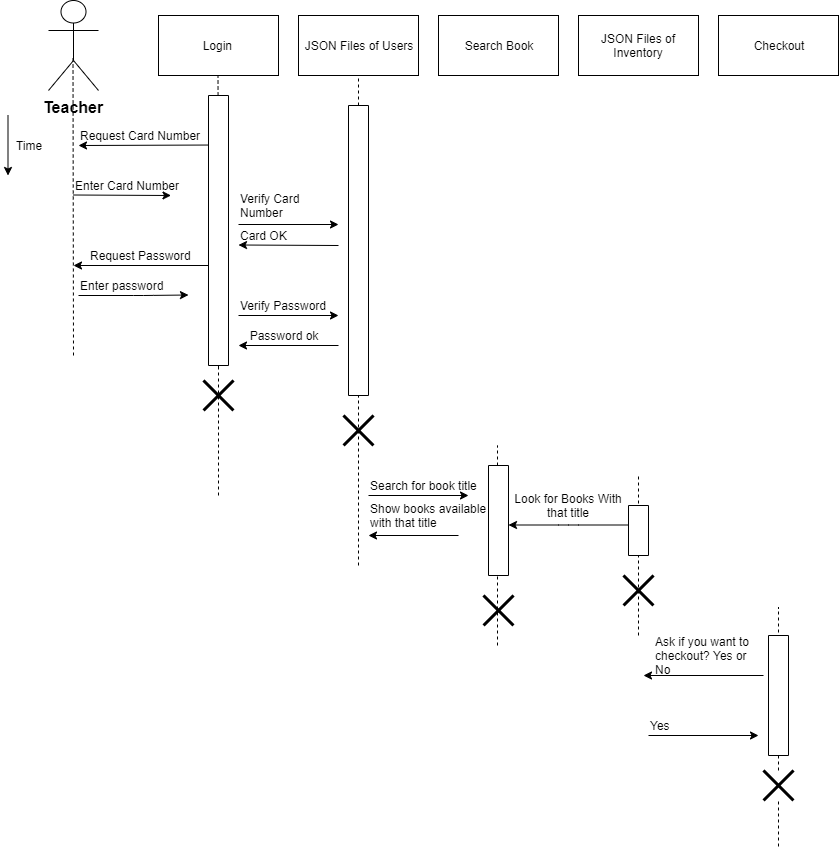 Login
JSON Files of Users
Search Book
JSON Files of
Inventory
Checkout
Teacher
Time
Request Card Number
Enter Card Number
Verify Card
Number
Card OK
Request Password
Enter password
Verify Password
Password ok
Search for book title
Show books available
with that title
Look for Books With
that title
Ask if you want to
checkout? Yes or
No
Yes